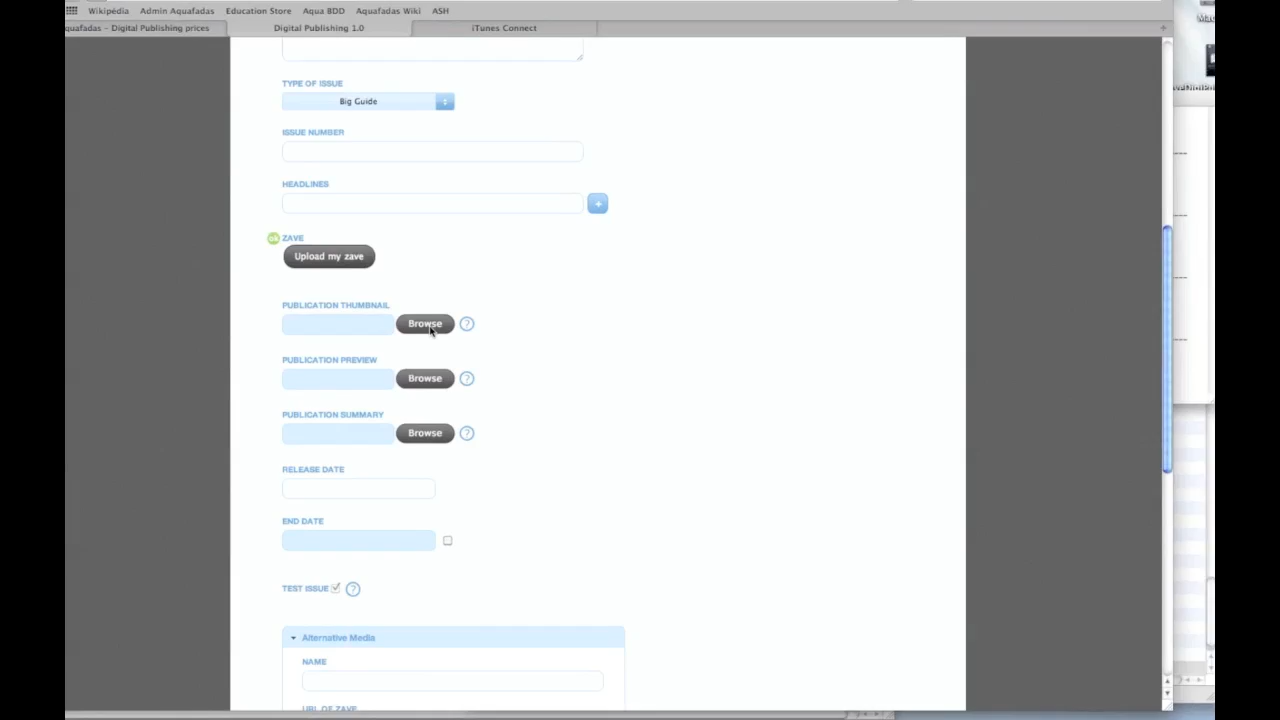 Wikipédia Admin Aquafadas Education Store Aqua BDD Aquafadas Wiki ASH
quafadas – Digital Publishing prices Digital Publishing 1.0 iTunes Connect +
TYPE OF ISSUE
Big Guide
ISSUE NUMBER
HEADLINES
+
ok ZAVE
Upload my zave
PUBLICATION THUMBNAIL
Browse ?
PUBLICATION PREVIEW
Browse ?
PUBLICATION SUMMARY
Browse ?
RELEASE DATE
END DATE
TEST ISSUE ?
Alternative Media
NAME
URL OF ZAVE